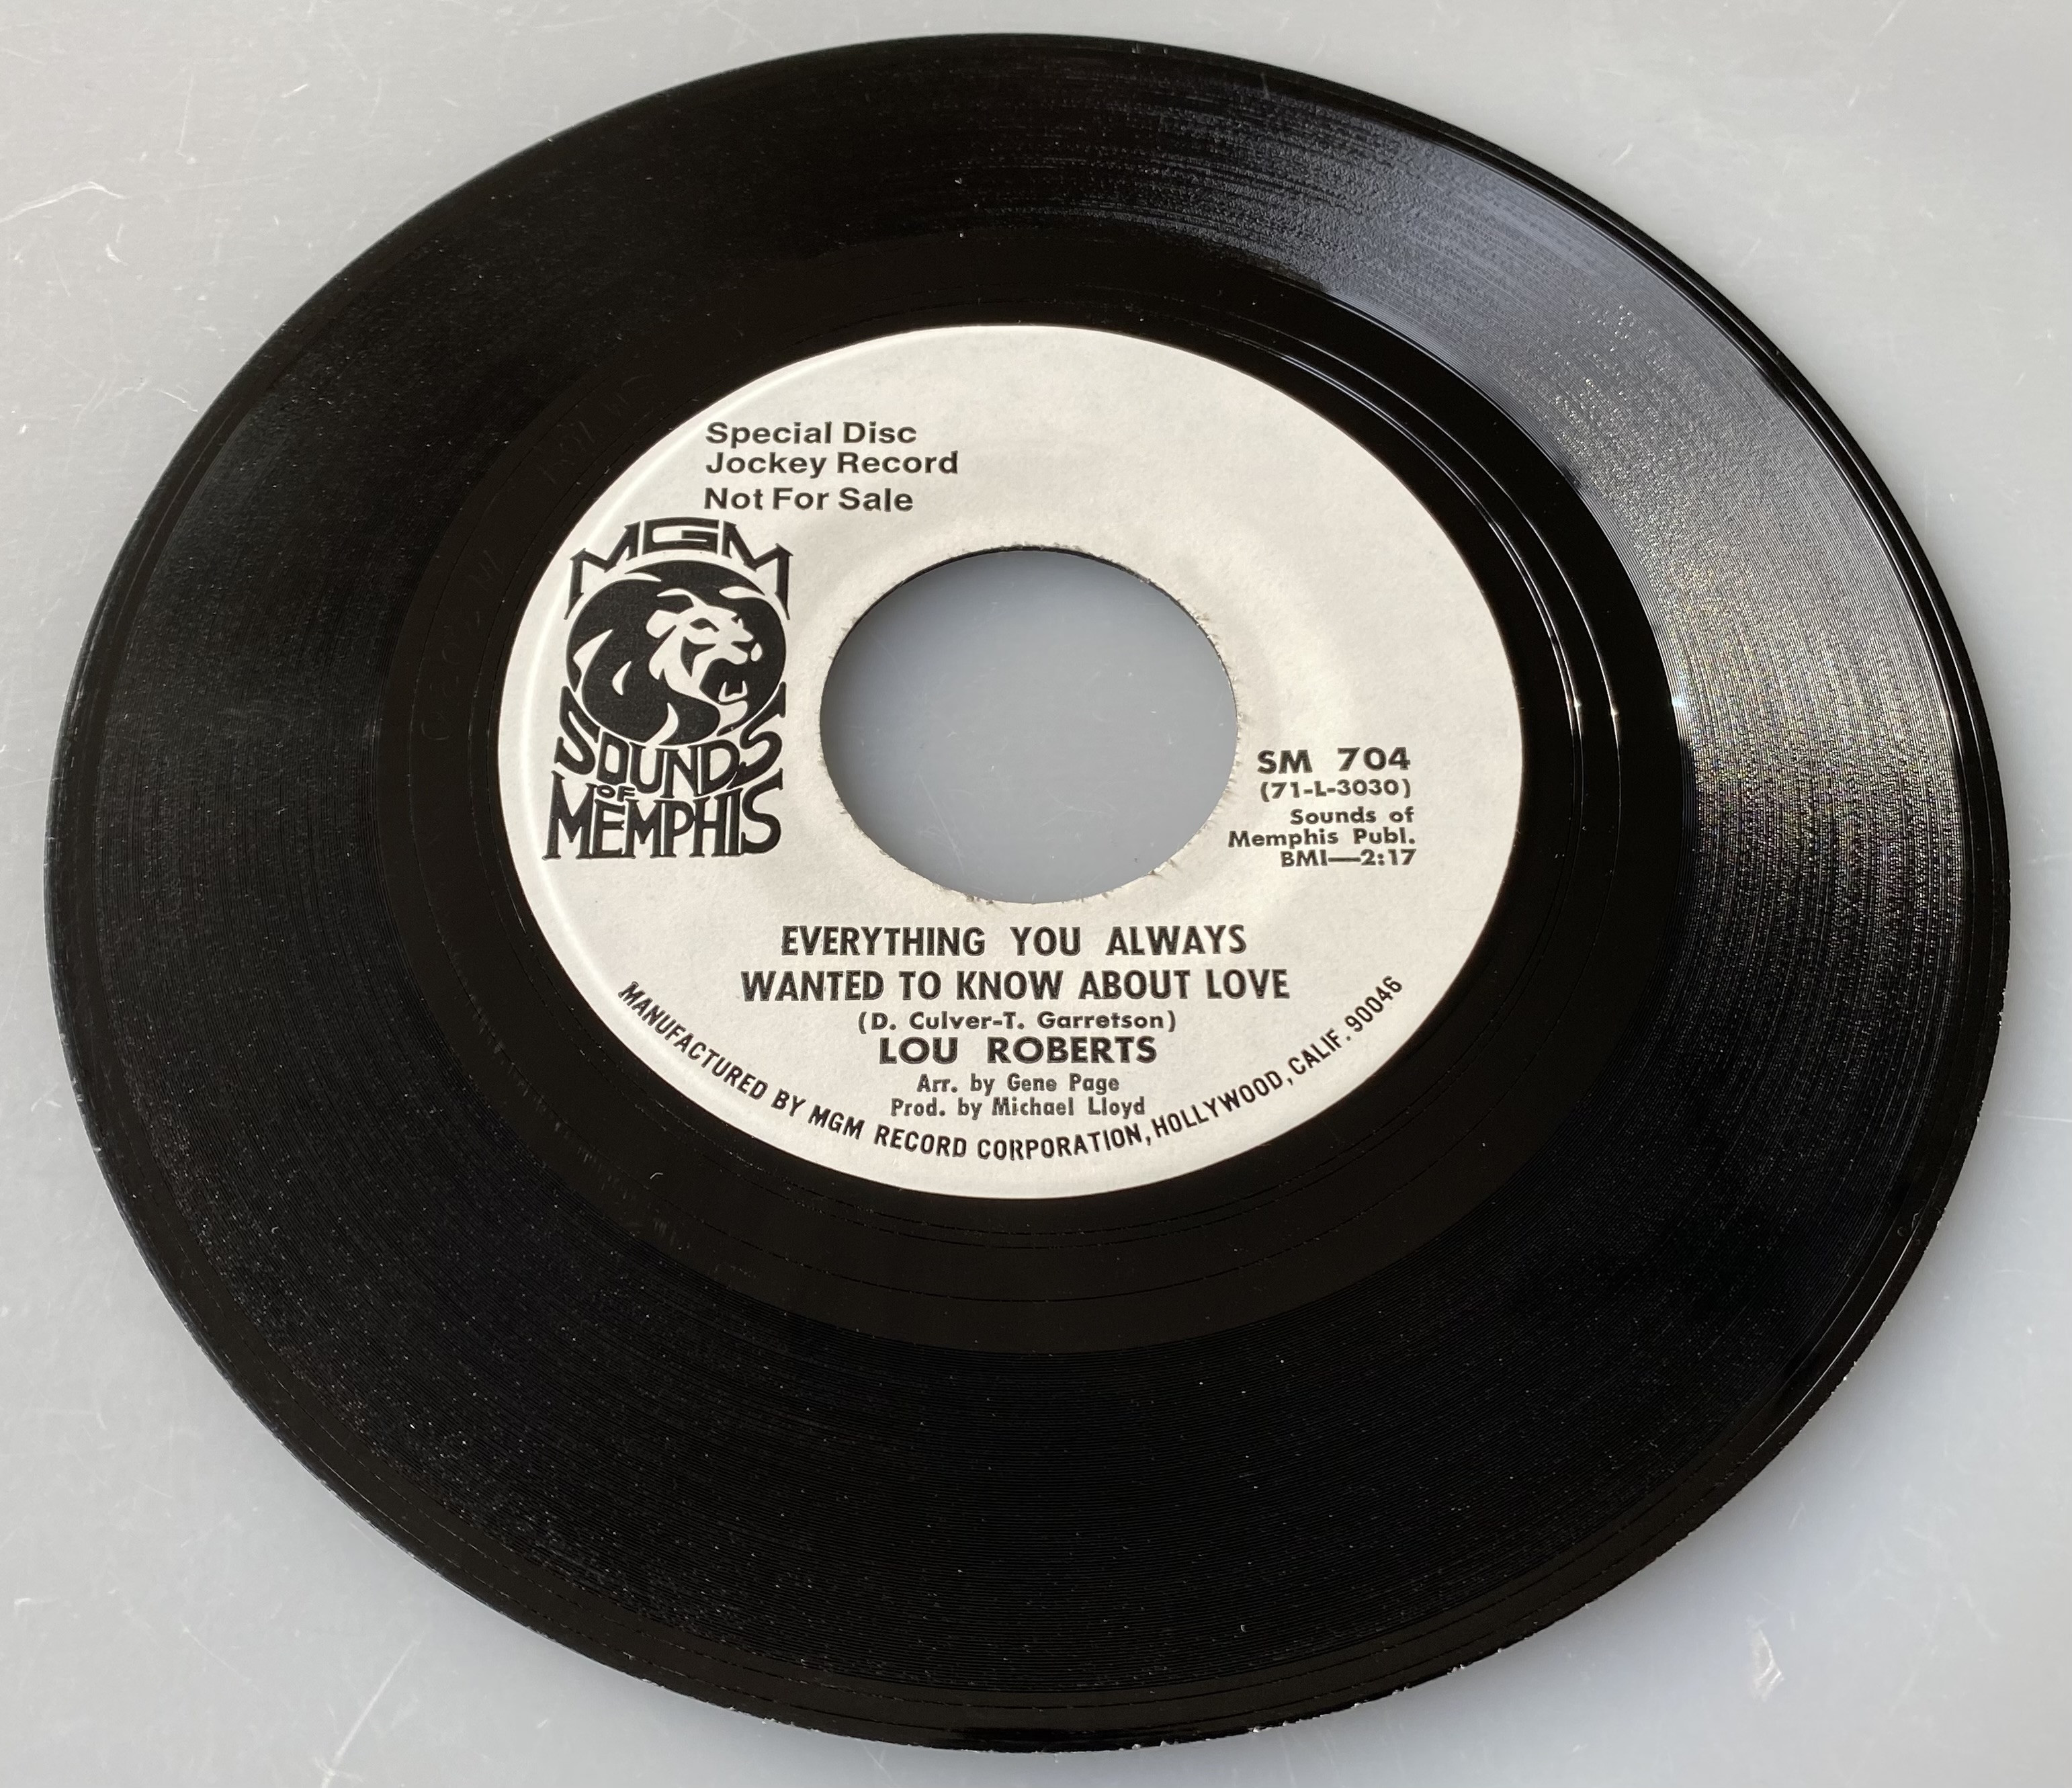 Special Disc
Jockey Record
Not For Sale
MGM
SOUNDS
OF
MEMPHIS
SM 704
(71-L-3030)
Sounds of
Memphis Publ.
BMI—2:17
EVERYTHING YOU ALWAYS
WANTED TO KNOW ABOUT LOVE
(D. Culver-T. Garretson)
LOU ROBERTS
Arr. by Gene Page
Prod. by Michael Lloyd
MANUFACTURED BY MGM RECORD CORPORATION, HOLLYWOOD, CALIF. 90046